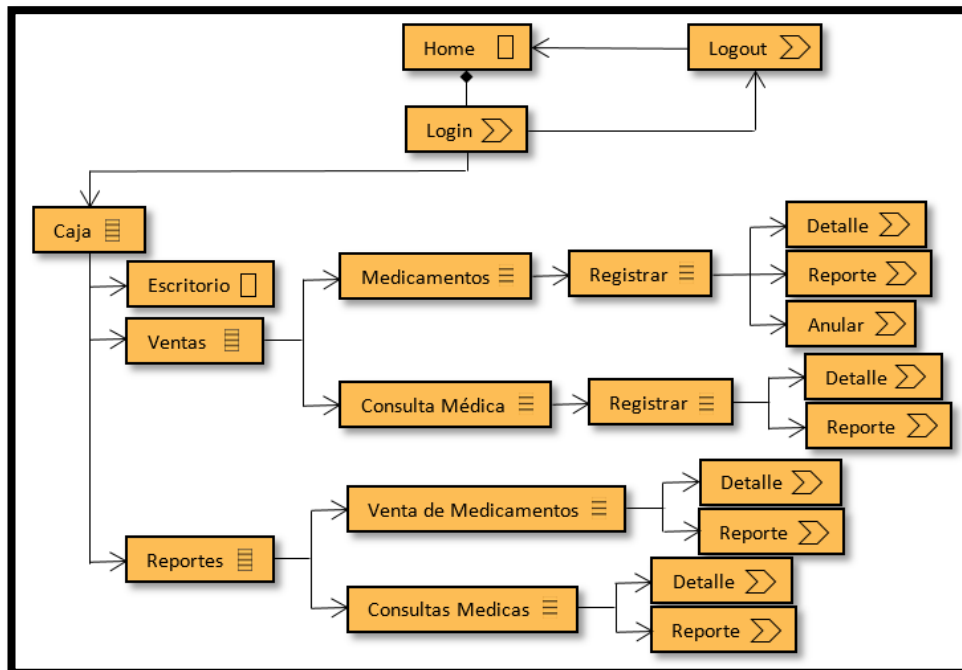 Home
Logout
Login
Caja
Escritorio
Ventas
Medicamentos
Registrar
Detalle
Reporte
Anular
Consulta Médica
Registrar
Detalle
Reporte
Reportes
Venta de Medicamentos
Detalle
Reporte
Consultas Medicas
Detalle
Reporte